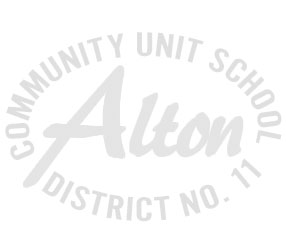 COMMUNITY UNIT SCHOOL
Alton
DISTRICT NO. 11